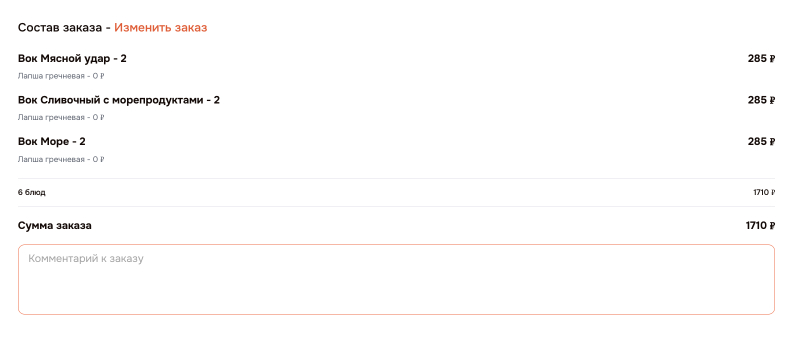 Состав заказа - Изменить заказ
Вок Мясной удар - 2 285 ₽
Лапша гречневая - 0 ₽
Вок Сливочный с морепродуктами - 2 285 ₽
Лапша гречневая - 0 ₽
Вок Море - 2 285 ₽
Лапша гречневая - 0 ₽
6 блюд 1710 ₽
Сумма заказа 1710 ₽
Комментарий к заказу